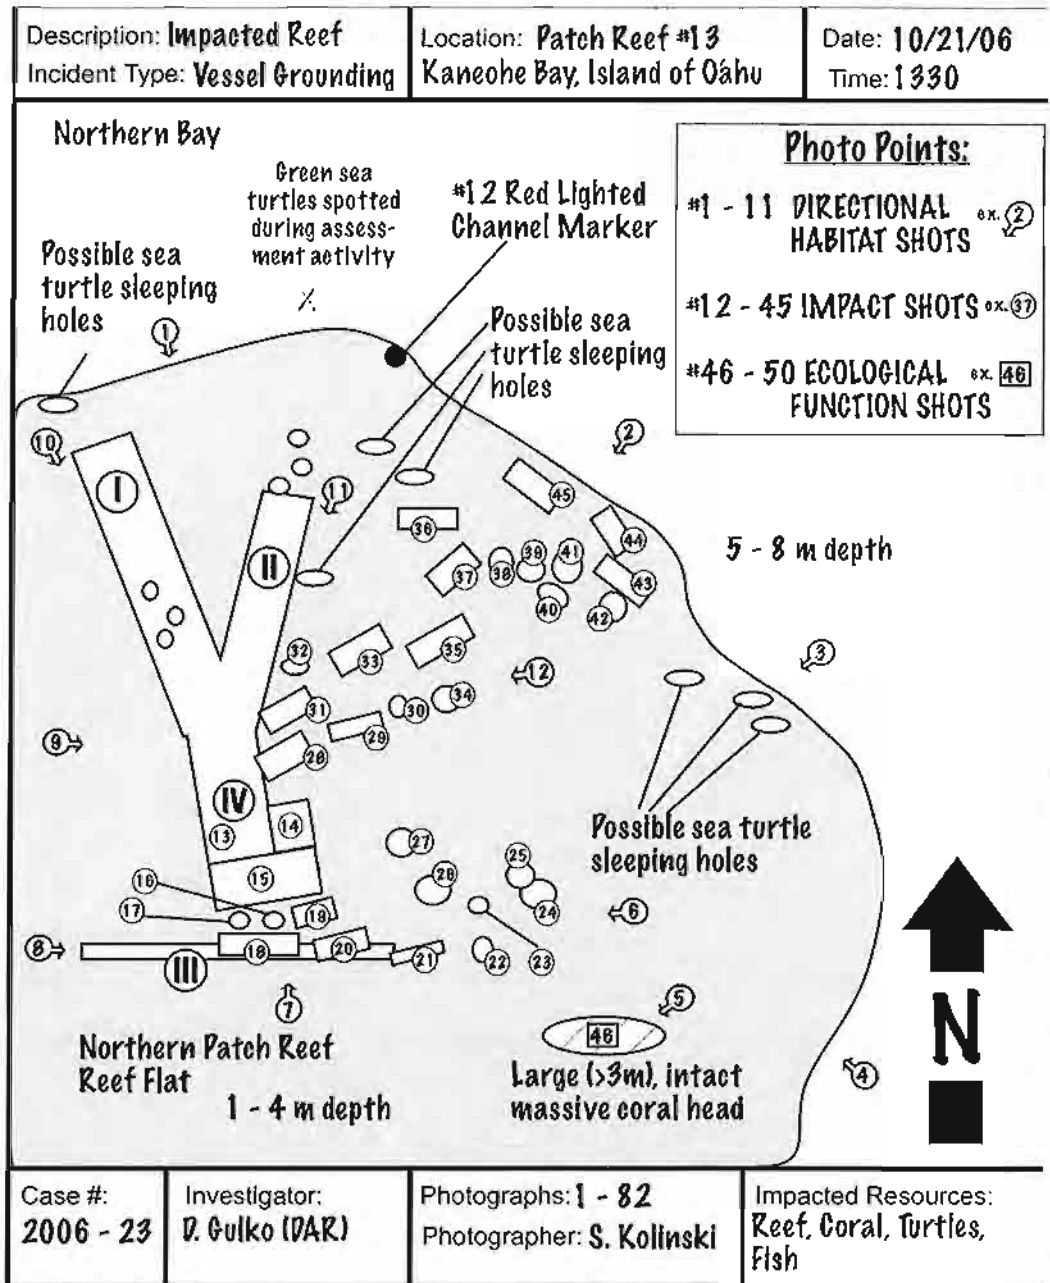 Description: Impacted Reef
Incident Type: Vessel Grounding
Location: Patch Reef #13
Kaneohe Bay, Island of Oáhu
Date: 10/21/06
Time: 1330
Northern Bay
Green sea
turtles spotted
during assess-
ment activity
#12 Red Lighted
Channel Marker
Photo Points:
#1 - 11 DIRECTIONAL ex. 2
HABITAT SHOTS
#12 - 45 IMPACT SHOTS ex. 37
#46 - 50 ECOLOGICAL ex. 46
FUNCTION SHOTS
Possible sea
turtle sleeping
holes
1
Possible sea
turtle sleeping
holes
2
10
I
11
45
36
44
5 - 8 m depth
II
37
38
39
41
43
40
42
32
33
35
3
12
31
30
34
29
9
28
IV
13
14
27
Possible sea turtle
sleeping holes
15
25
26
16
24
17
19
6
8
18
20
21
22
23
III
7
5
46
Northern Patch Reef
Reef Flat
1 - 4 m depth
Large (>3m), intact
massive coral head
4
N
Case #:
2006 - 23
Investigator:
D. Gulko (DAR)
Photographs: 1 - 82
Photographer: S. Kolinski
Impacted Resources:
Reef, Coral, Turtles,
Fish